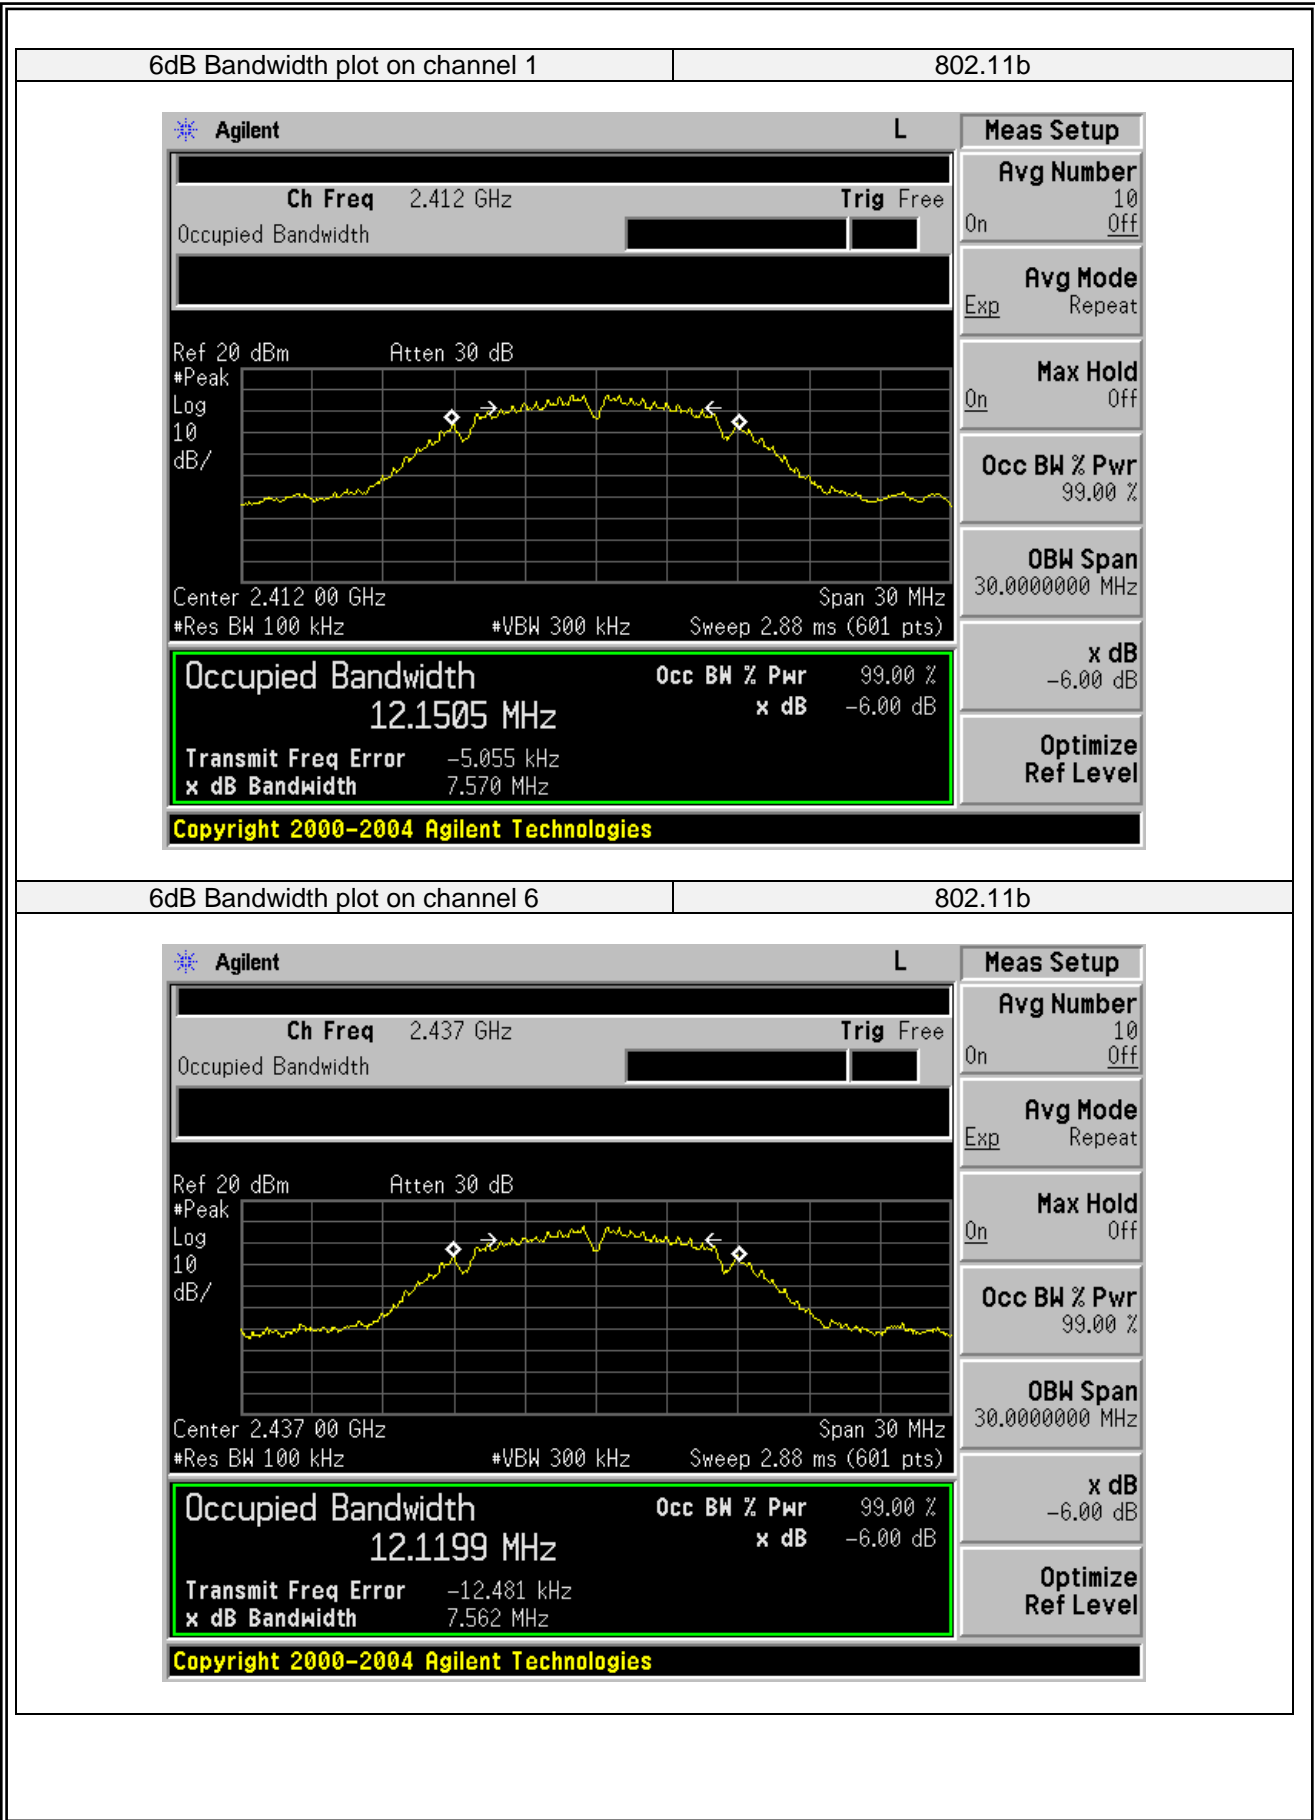 6dB Bandwidth plot on channel 1 802.11b
Agilent L Meas Setup
Ch Freq 2.412 GHz Trig Free
Occupied Bandwidth
Avg Number
10
On Off
Avg Mode
Exp Repeat
Max Hold
On Off
Occ BW % Pwr
99.00 %
OBW Span
30.0000000 MHz
x dB
-6.00 dB
Optimize
Ref Level
Ref 20 dBm Atten 30 dB
#Peak
Log
10
dB/
Center 2.412 00 GHz Span 30 MHz
#Res BW 100 kHz #VBW 300 kHz Sweep 2.88 ms (601 pts)
Occupied Bandwidth Occ BW % Pwr 99.00 %
12.1505 MHz x dB -6.00 dB
Transmit Freq Error -5.055 kHz
x dB Bandwidth 7.570 MHz
Copyright 2000-2004 Agilent Technologies
6dB Bandwidth plot on channel 6 802.11b
Agilent L Meas Setup
Ch Freq 2.437 GHz Trig Free
Occupied Bandwidth
Avg Number
10
On Off
Avg Mode
Exp Repeat
Max Hold
On Off
Occ BW % Pwr
99.00 %
OBW Span
30.0000000 MHz
x dB
-6.00 dB
Optimize
Ref Level
Ref 20 dBm Atten 30 dB
#Peak
Log
10
dB/
Center 2.437 00 GHz Span 30 MHz
#Res BW 100 kHz #VBW 300 kHz Sweep 2.88 ms (601 pts)
Occupied Bandwidth Occ BW % Pwr 99.00 %
12.1199 MHz x dB -6.00 dB
Transmit Freq Error -12.481 kHz
x dB Bandwidth 7.562 MHz
Copyright 2000-2004 Agilent Technologies